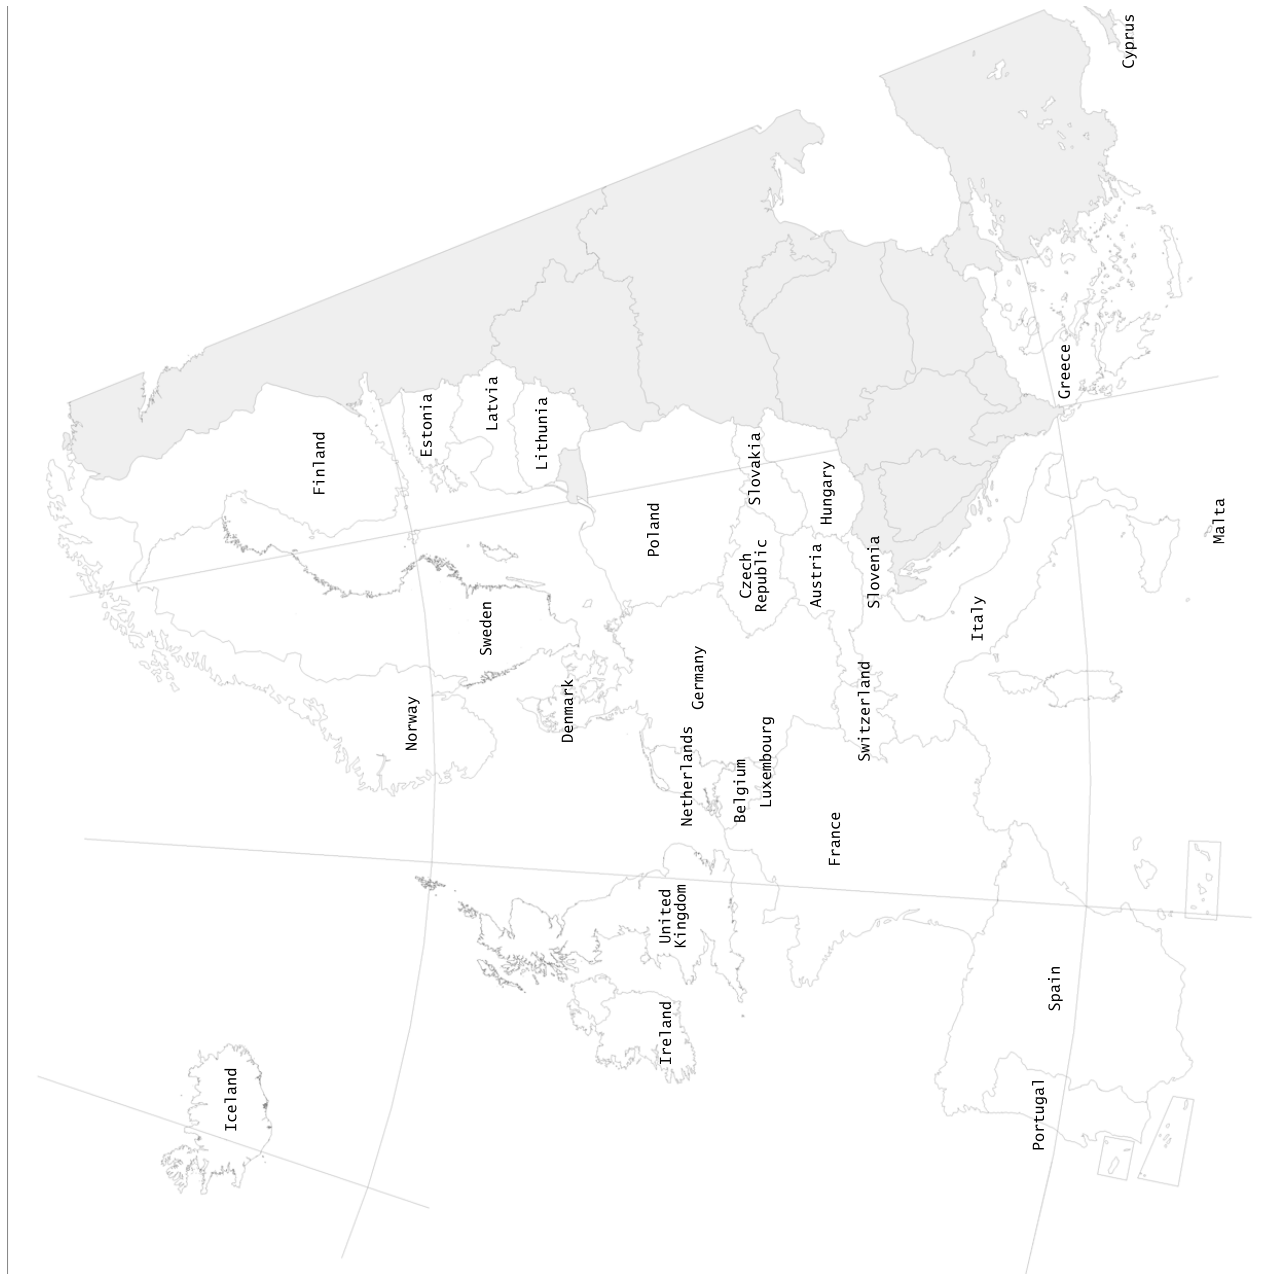 Iceland
Norway
Sweden
Finland
Estonia
Latvia
Lithunia
Denmark
Ireland
United
Kingdom
Netherlands
Belgium
Luxembourg
Germany
Poland
Czech
Republic
Slovakia
Austria
Hungary
Slovenia
Switzerland
France
Italy
Spain
Portugal
Greece
Malta
Cyprus